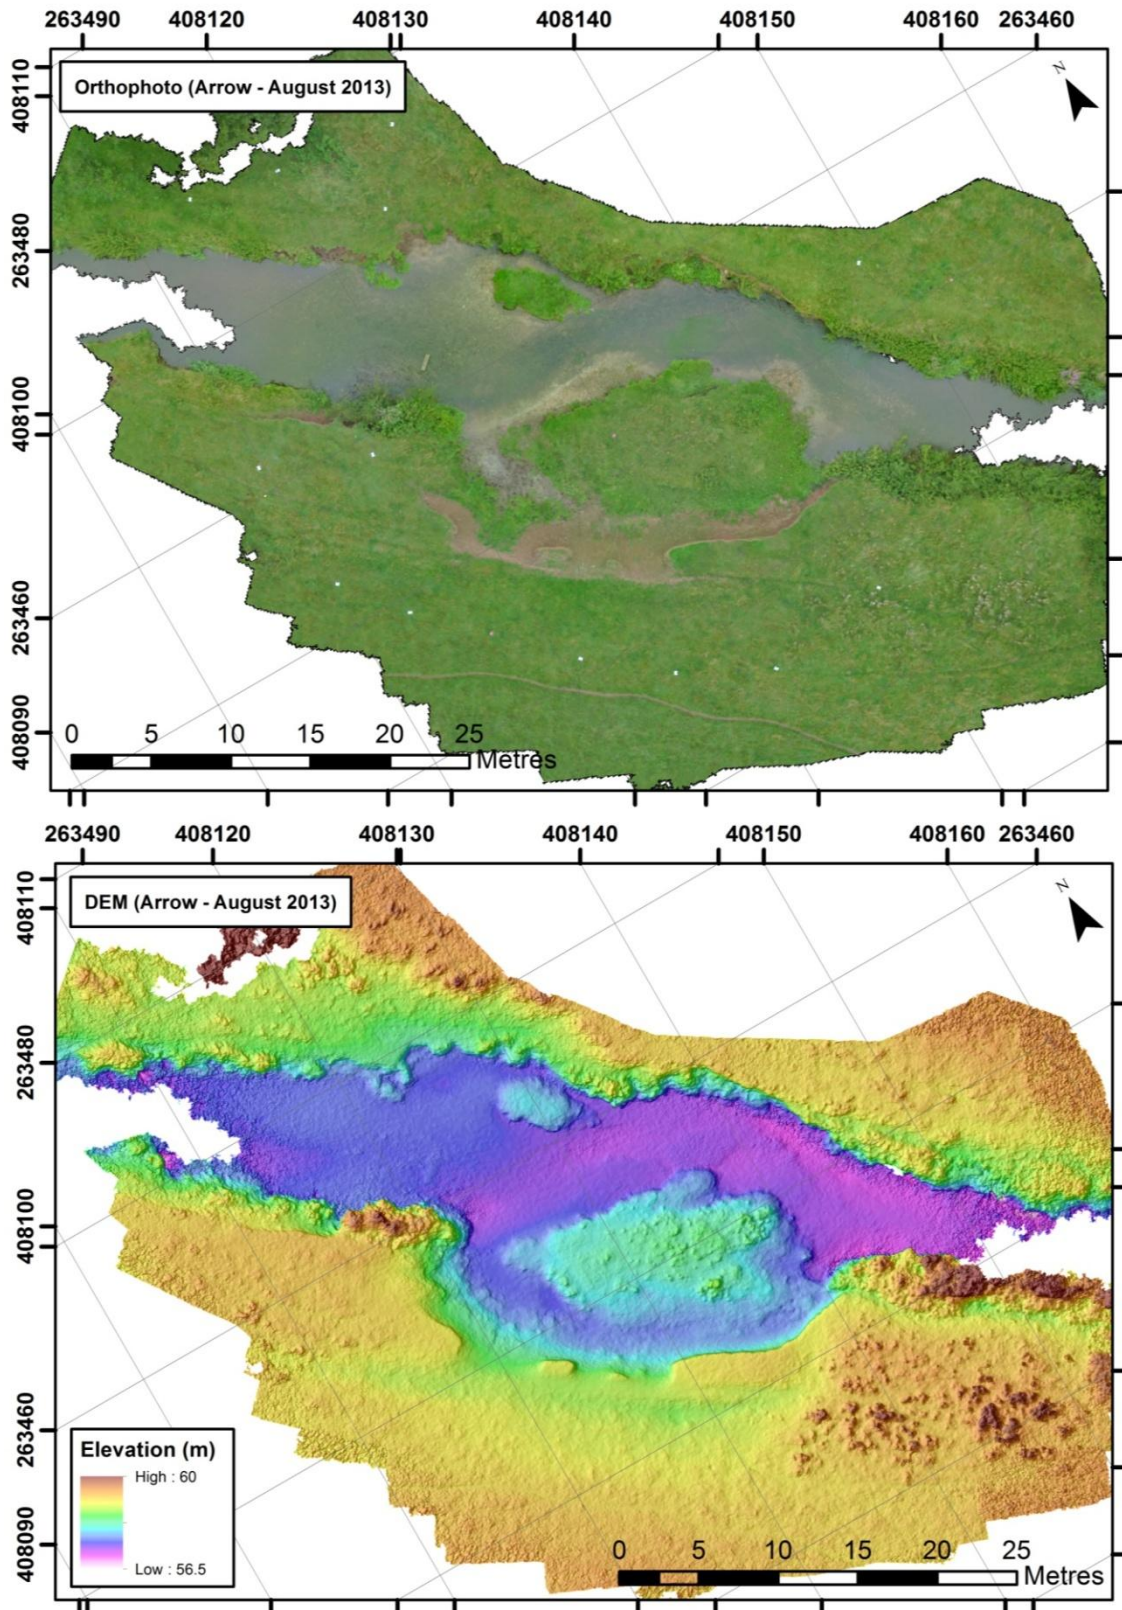 263490 408120 408130 408140 408150 408160 263460
408110
Orthophoto (Arrow - August 2013)
N
263480
408100
263460
408090
0 5 10 15 20 25
Metres
263490 408120 408130 408140 408150 408160 263460
408110
DEM (Arrow - August 2013)
N
263480
408100
263460
408090
Elevation (m)
High : 60
Low : 56.5
0 5 10 15 20 25
Metres